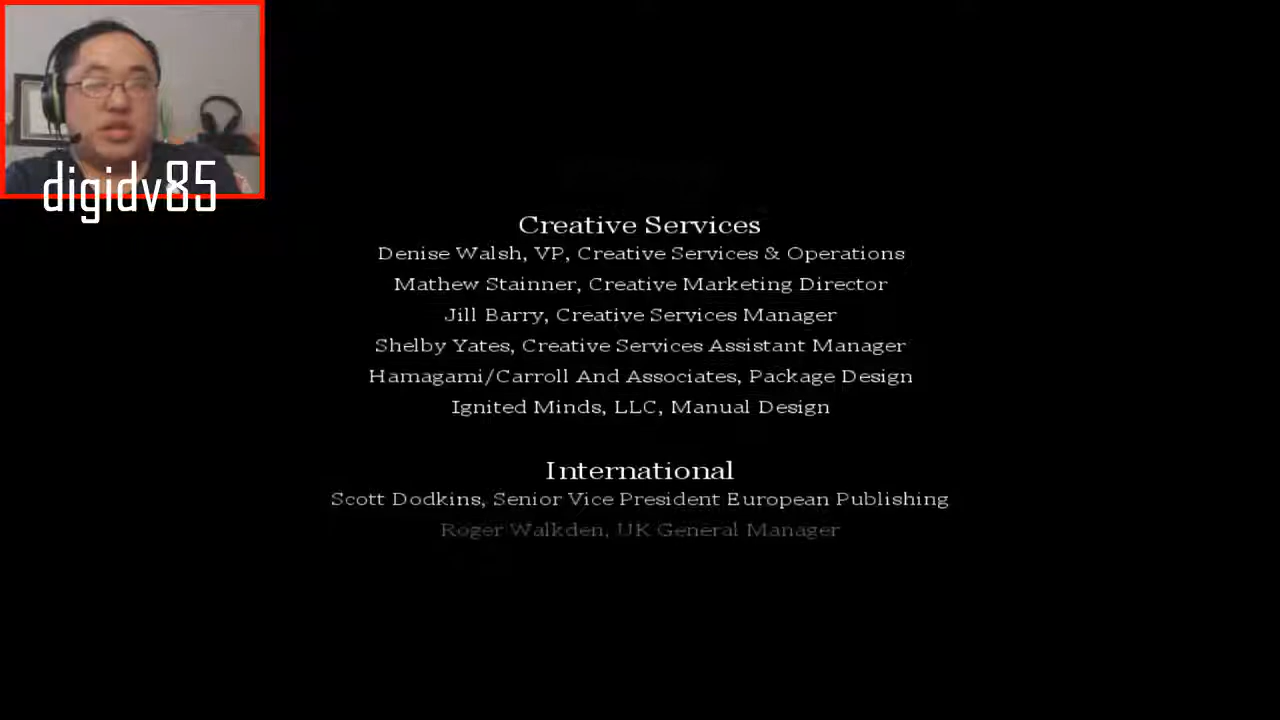 digidv85
Creative Services
Denise Walsh, VP, Creative Services & Operations
Mathew Stainner, Creative Marketing Director
Jill Barry, Creative Services Manager
Shelby Yates, Creative Services Assistant Manager
Hamagami/Carroll And Associates, Package Design
Ignited Minds, LLC, Manual Design
International
Scott Dodkins, Senior Vice President European Publishing
Roger Walkden, UK General Manager